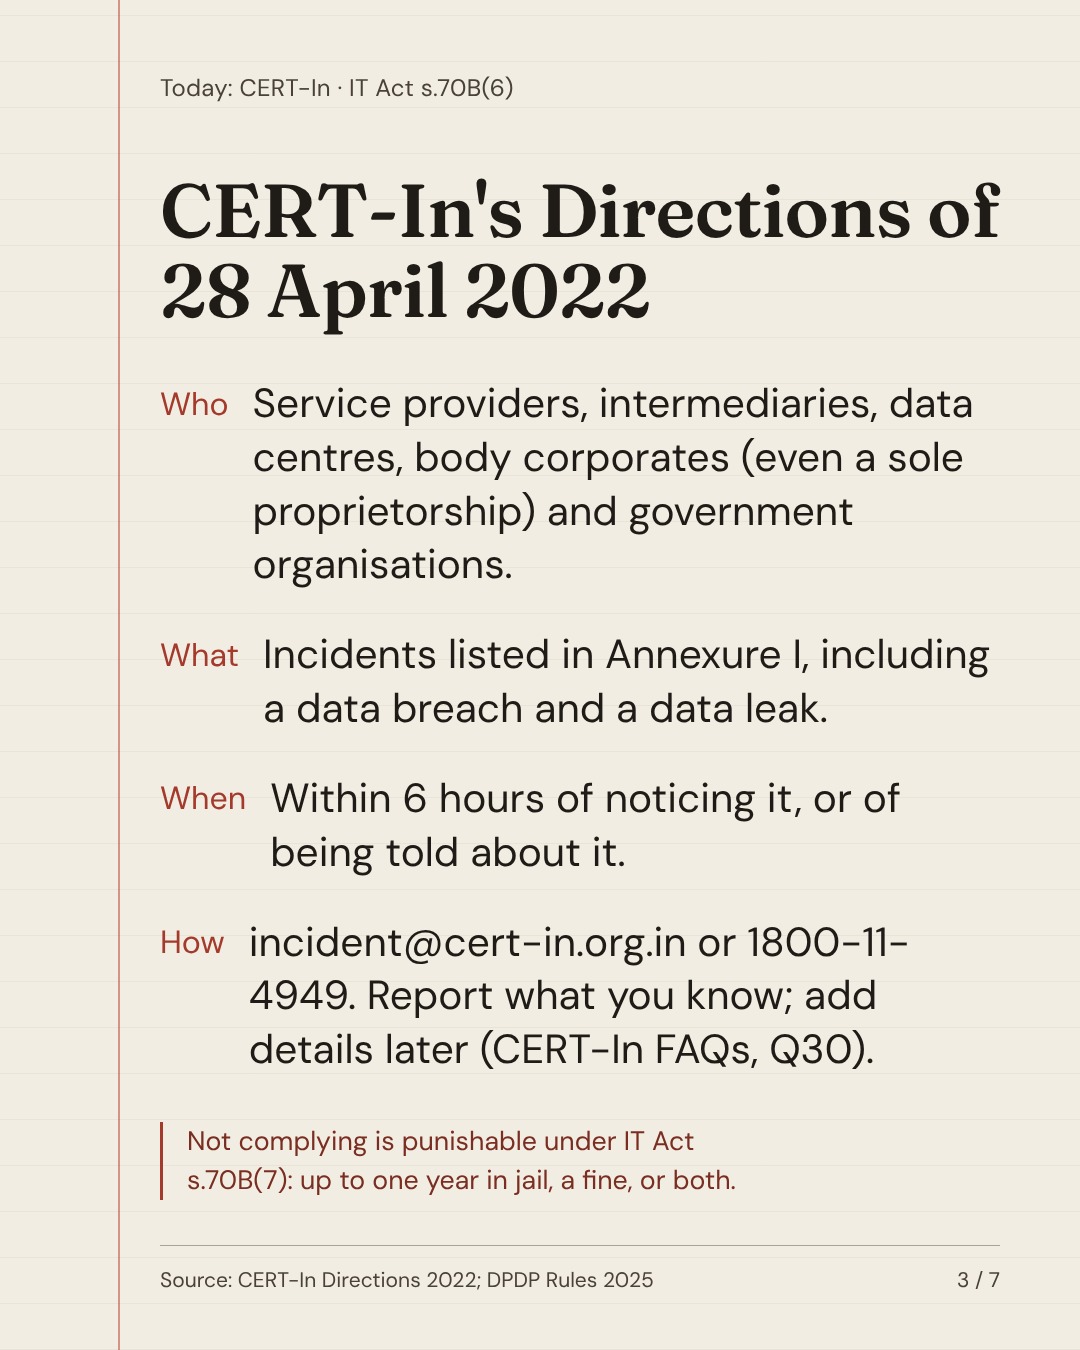 Today: CERT-In · IT Act s.70B(6)
CERT-In's Directions of
28 April 2022
Who Service providers, intermediaries, data
centres, body corporates (even a sole
proprietorship) and government
organisations.
What Incidents listed in Annexure I, including
a data breach and a data leak.
When Within 6 hours of noticing it, or of
being told about it.
How incident@cert-in.org.in or 1800-11-
4949. Report what you know; add
details later (CERT-In FAQs, Q30).
Not complying is punishable under IT Act
s.70B(7): up to one year in jail, a fine, or both.
Source: CERT-In Directions 2022; DPDP Rules 2025 3 / 7